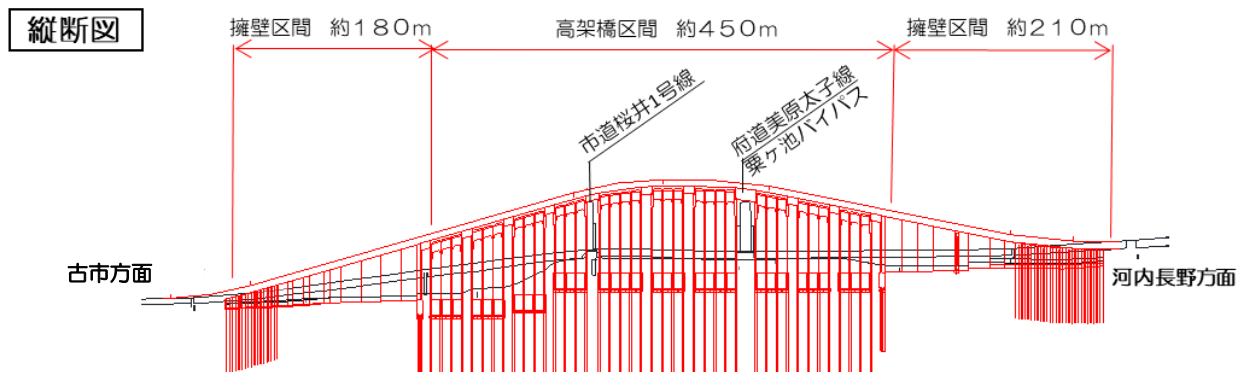 縦断図
擁壁区間 約180m
高架橋区間 約450m
擁壁区間 約210m
市道桜井1号線
府道美原太子線
粟ヶ池バイパス
古市方面
河内長野方面